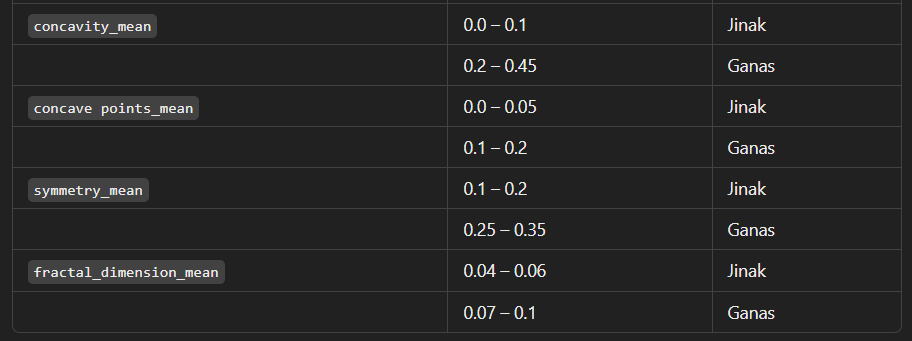 concavity_mean 0.0 – 0.1 Jinak
0.2 – 0.45 Ganas
concave points_mean 0.0 – 0.05 Jinak
0.1 – 0.2 Ganas
symmetry_mean 0.1 – 0.2 Jinak
0.25 – 0.35 Ganas
fractal_dimension_mean 0.04 – 0.06 Jinak
0.07 – 0.1 Ganas